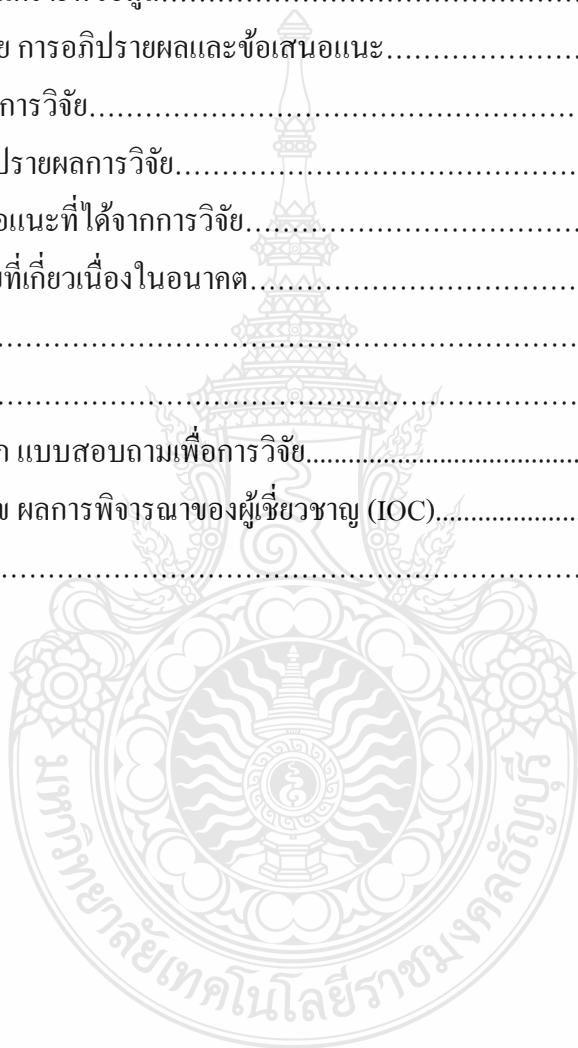 ย การอภิปรายผลและข้อเสนอแนะ......................
การวิจัย.......................................................
ปรายผลการวิจัย............................................
อแนะที่ได้จากการวิจัย....................................
ยที่เกี่ยวเนื่องในอนาคต...................................
..................................................................
..................................................................
ก แบบสอบถามเพื่อการวิจัย...............................
ข ผลการพิจารณาของผู้เชี่ยวชาญ (IOC)......................
..................................................................
มหาวิทยาลัยเทคโนโลยีราชมงคลธัญบุรี